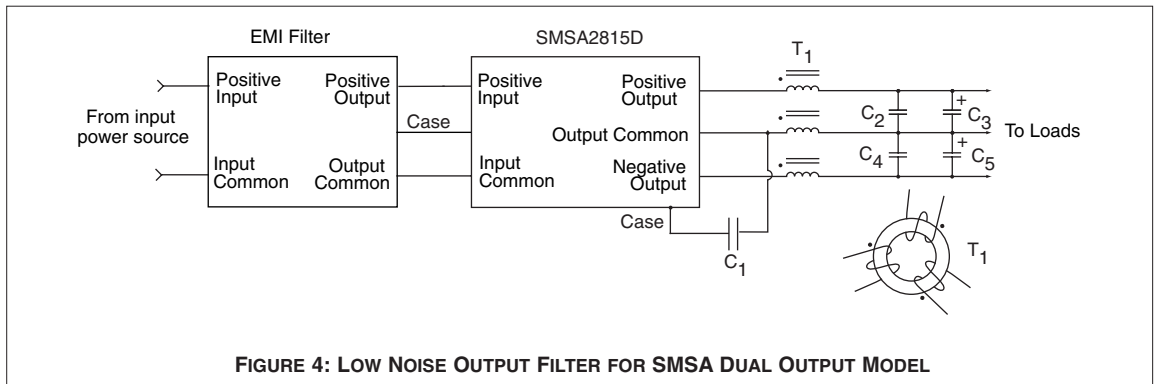 EMI Filter
SMSA2815D
T1
Positive
Input
Positive
Output
Positive
Input
Positive
Output
From input
power source
Case
Output Common
C2
+
C3
To Loads
Input
Common
Output
Common
Input
Common
Negative
Output
C4
+
C5
Case
C1
T1
FIGURE 4: LOW NOISE OUTPUT FILTER FOR SMSA DUAL OUTPUT MODEL